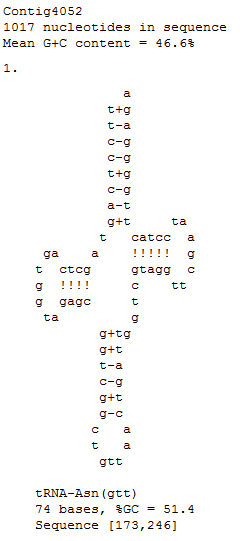 Contig4052
1017 nucleotides in sequence
Mean G+C content = 46.6%
1.
a
t+g
t-a
c-g
c-g
t+g
c-g
a-t
g+t ta
t catcc a
ga a !!!!! g
t ctcg gtagg c
g !!!! c tt
g gagc t
ta g
g+tg
g+t
t-a
c-g
g+t
g-c
c a
t a
gtt
tRNA-Asn(gtt)
74 bases, %GC = 51.4
Sequence [173,246]